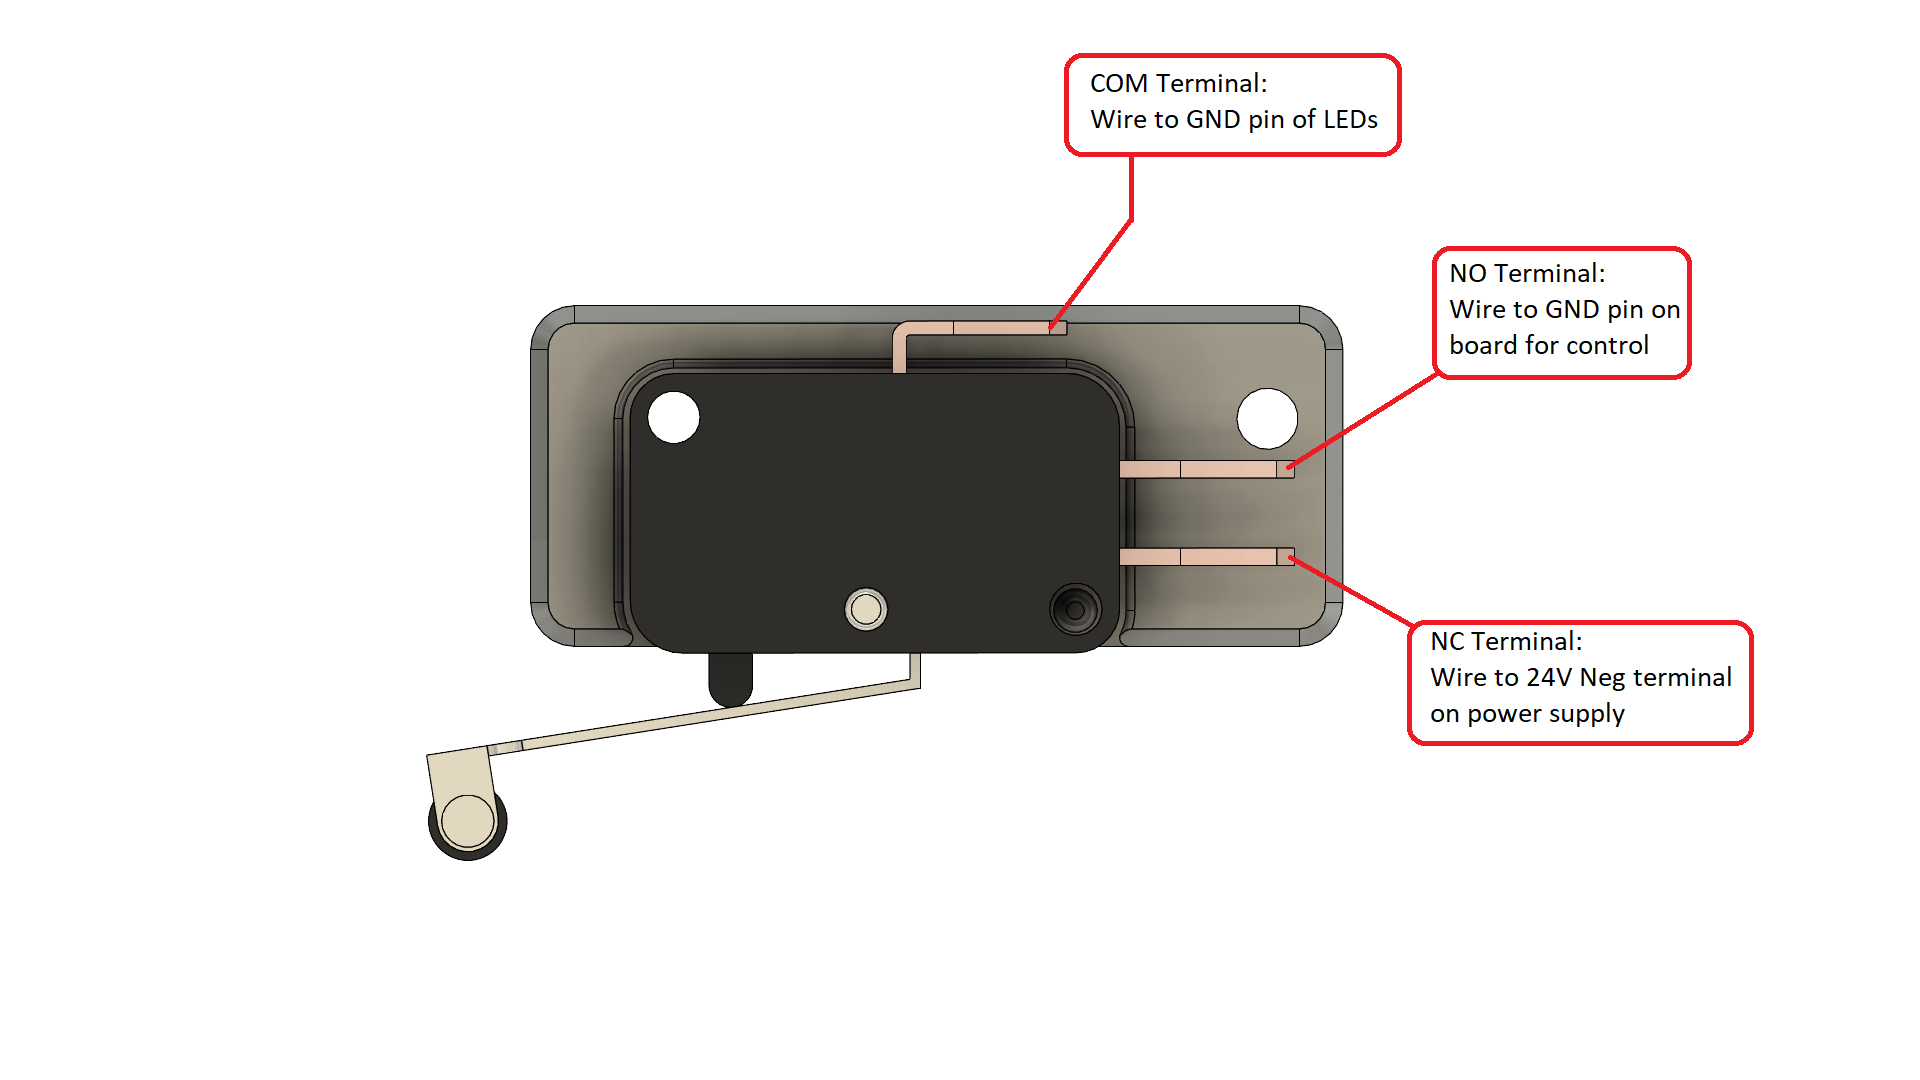 COM Terminal:
Wire to GND pin of LEDs
NO Terminal:
Wire to GND pin on
board for control
NC Terminal:
Wire to 24V Neg terminal
on power supply